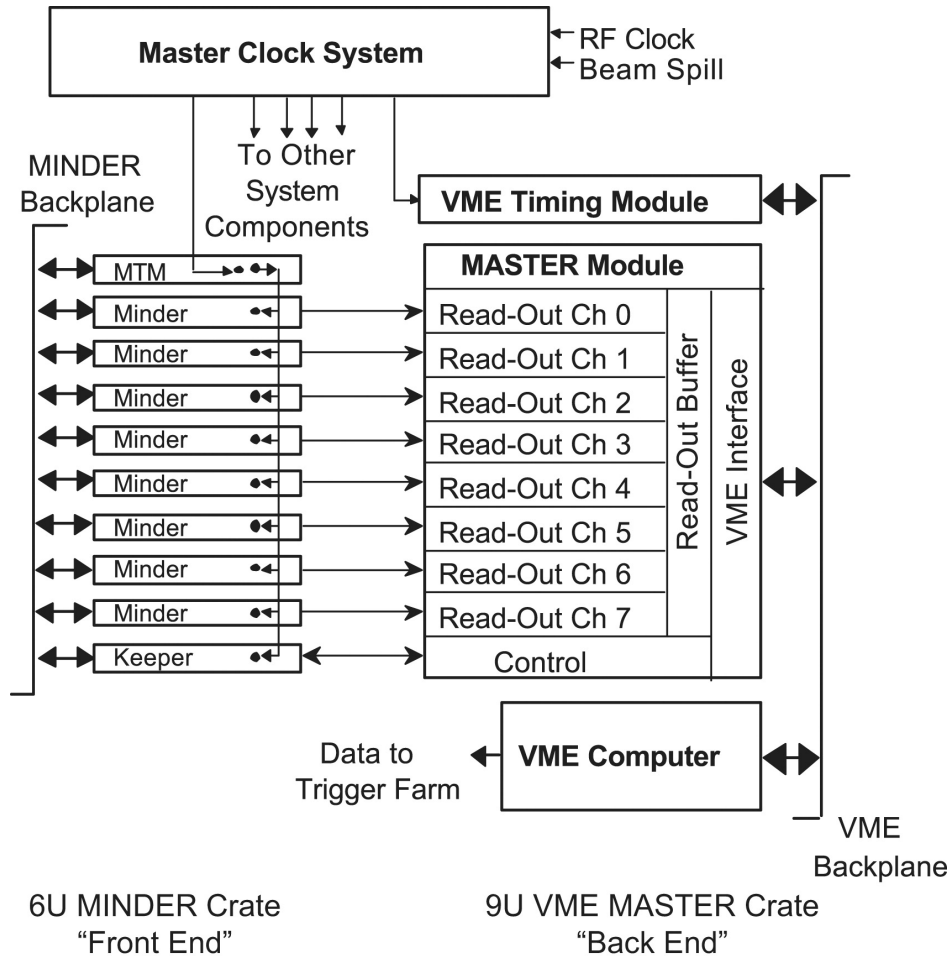 Master Clock System
RF Clock
Beam Spill
To Other
System
Components
MINDER
Backplane
VME Timing Module
MTM
MASTER Module
Minder
Read-Out Ch 0
Minder
Read-Out Ch 1
Minder
Read-Out Ch 2
Minder
Read-Out Ch 3
Minder
Read-Out Ch 4
Minder
Read-Out Ch 5
Minder
Read-Out Ch 6
Minder
Read-Out Ch 7
Keeper
Control
Read-Out Buffer
VME Interface
Data to
Trigger Farm
VME Computer
VME
Backplane
6U MINDER Crate
“Front End”
9U VME MASTER Crate
“Back End”